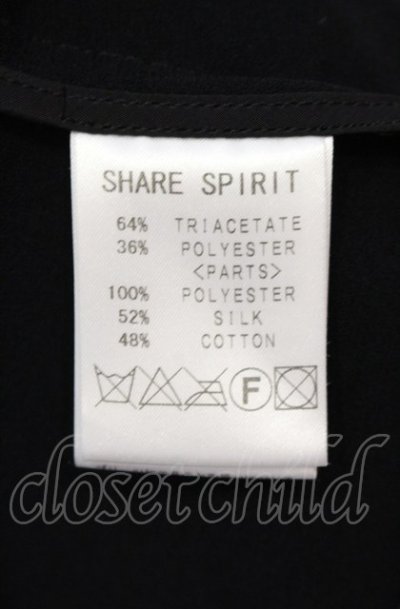 SHARE SPIRIT
64% TRIACETATE
36% POLYESTER
<PARTS>
100% POLYESTER
52% SILK
48% COTTON
F
closet child